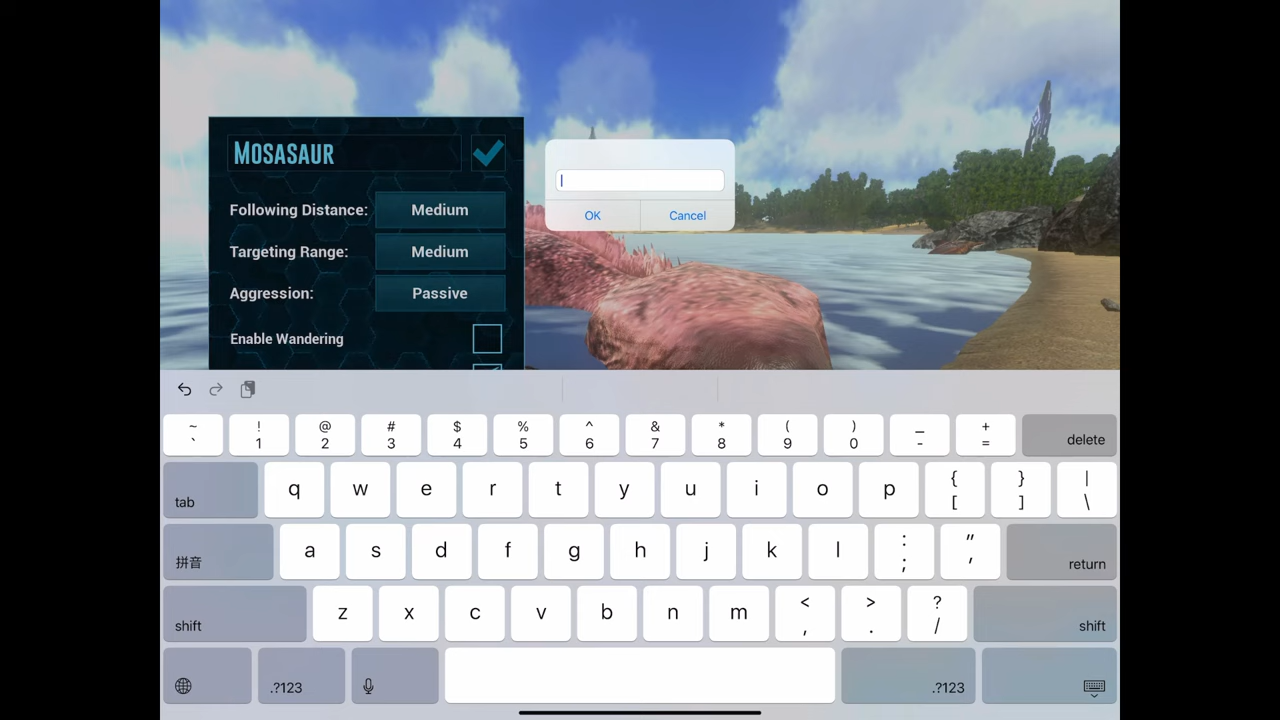 MOSASAUR
Following Distance: Medium
Targeting Range: Medium
Aggression: Passive
Enable Wandering
OK Cancel
~ ! @ # $ % ^ & * ( ) _ +
` 1 2 3 4 5 6 7 8 9 0 - = delete
tab q w e r t y u i o p { [ } ] | \
拼音 a s d f g h j k l : ; " ' return
shift z x c v b n m < , > . ? / shift
.?123 .?123